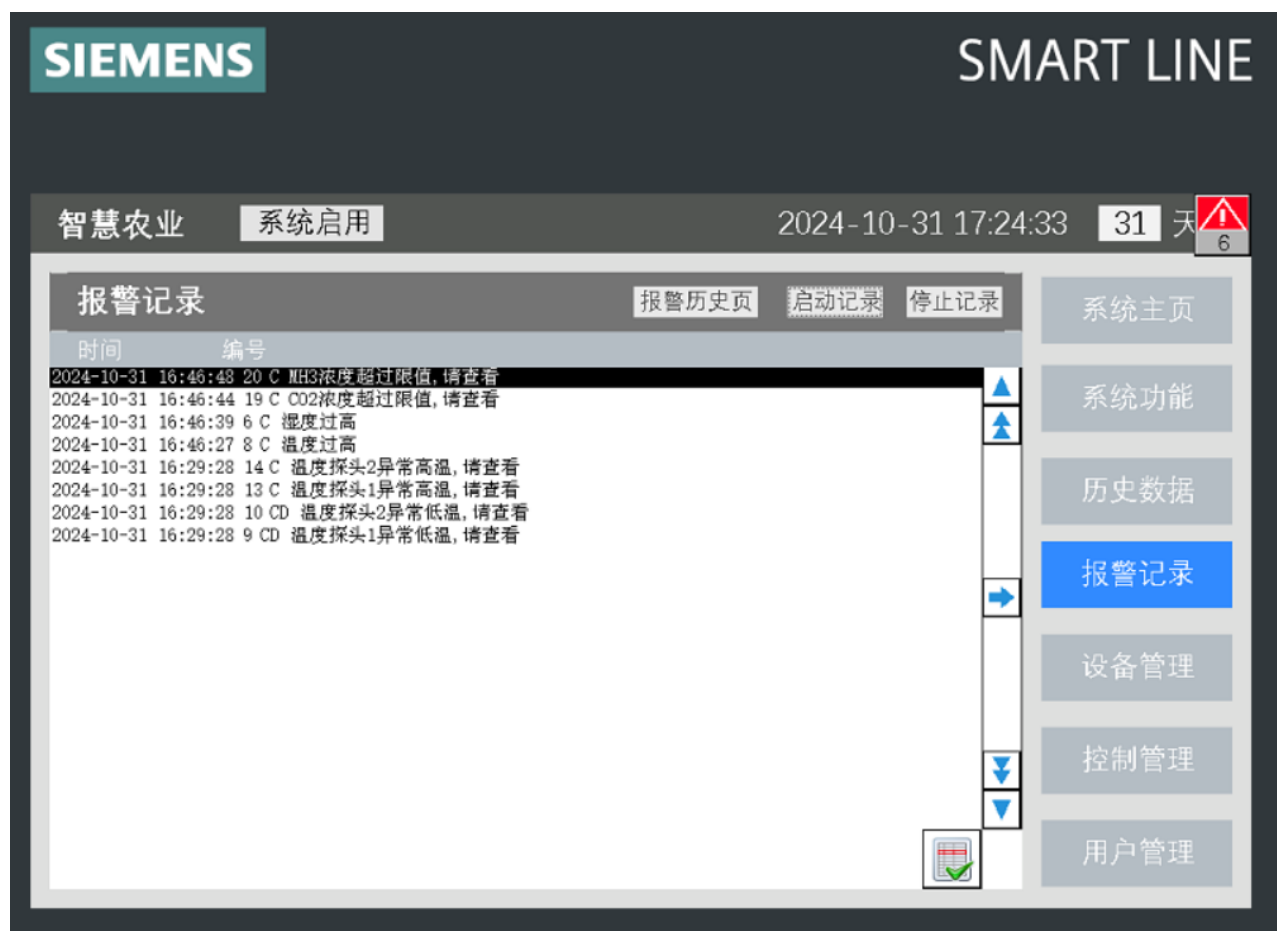 SIEMENS
SMART LINE
智慧农业 系统启用 2024-10-31 17:24:33 31 天
6
报警记录 报警历史页 启动记录 停止记录
时间 编号
2024-10-31 16:46:48 20 C NH3浓度超过限值,请查看
2024-10-31 16:46:44 19 C CO2浓度超过限值,请查看
2024-10-31 16:46:39 6 C 湿度过高
2024-10-31 16:46:27 8 C 温度过高
2024-10-31 16:29:28 14 C 温度探头2异常高温,请查看
2024-10-31 16:29:28 13 C 温度探头1异常高温,请查看
2024-10-31 16:29:28 10 CD 温度探头2异常低温,请查看
2024-10-31 16:29:28 9 CD 温度探头1异常低温,请查看
系统主页
系统功能
历史数据
报警记录
设备管理
控制管理
用户管理